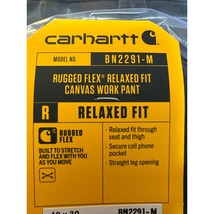 carhartt
MODEL NO. BN2291-M
RUGGED FLEX® RELAXED FIT
CANVAS WORK PANT
R RELAXED FIT
RUGGED
FLEX
BUILT TO STRETCH
AND FLEX WITH YOU
AS YOU MOVE
- Relaxed fit through
seat and thigh
- Secure cell phone
pocket
- Straight leg opening
BN2291-M